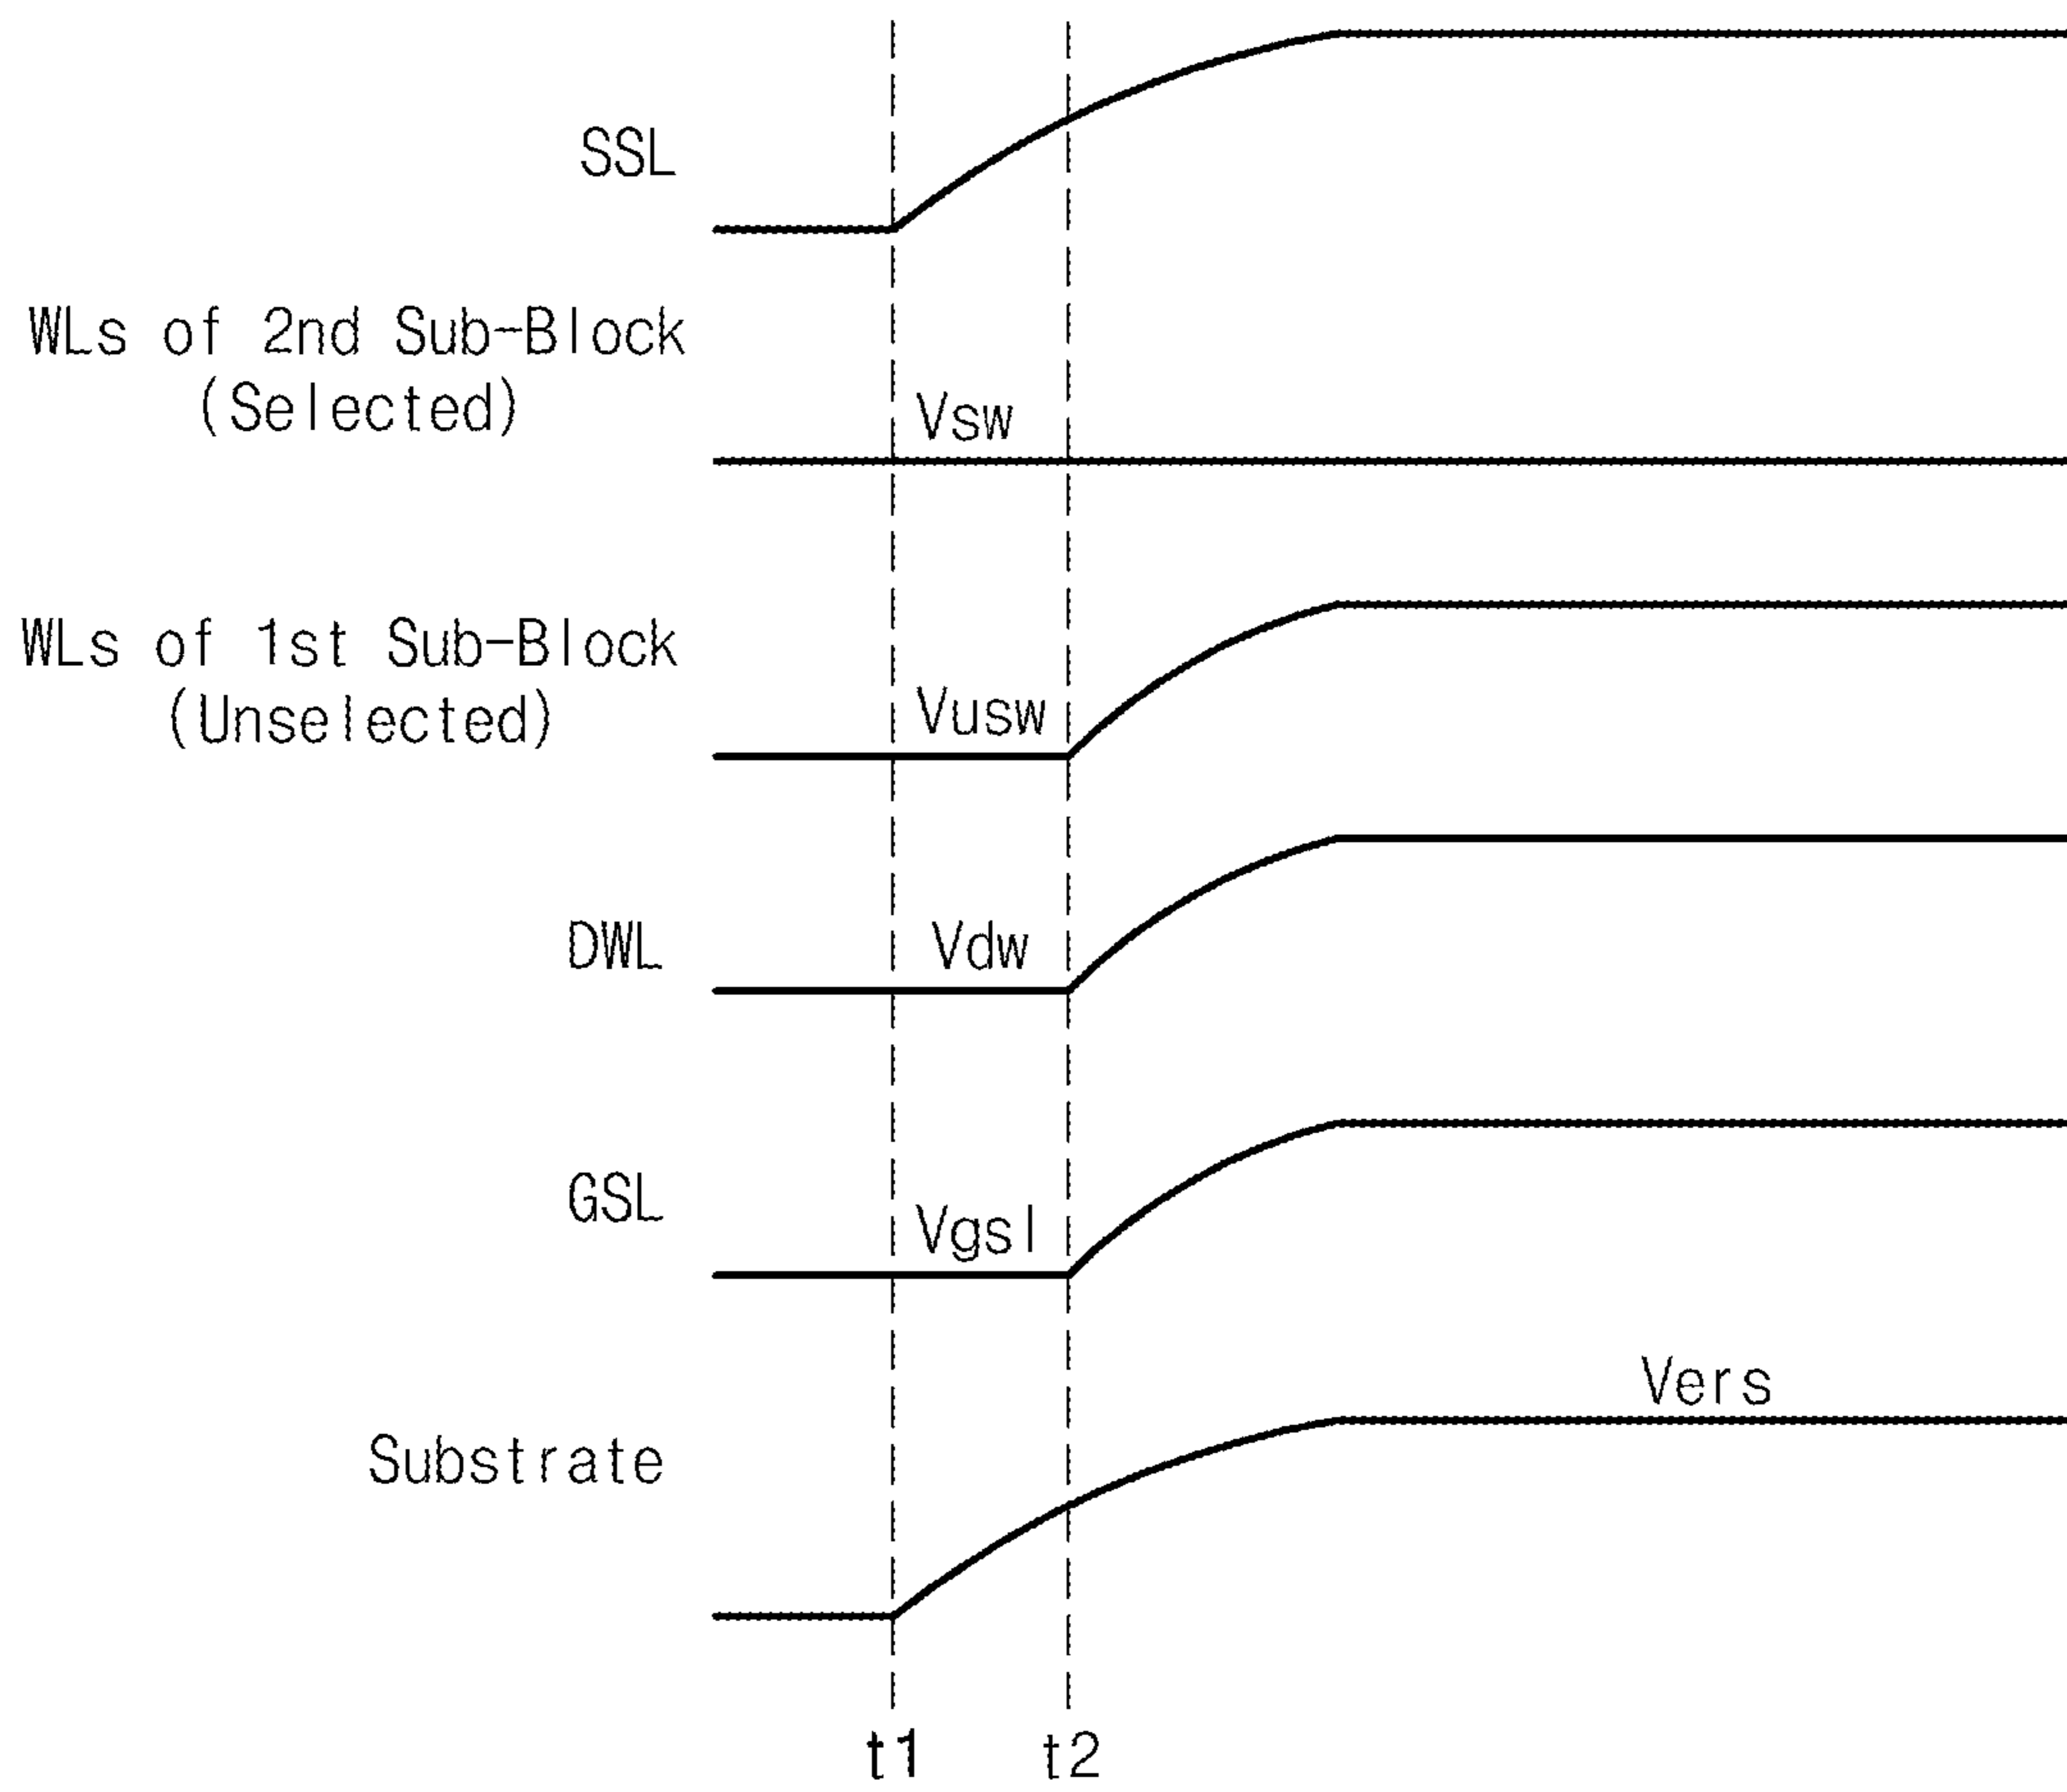 SSL
WLs of 2nd Sub-Block
(Selected)
Vsw
WLs of 1st Sub-Block
(Unselected)
Vusw
DWL
Vdw
GSL
Vgsl
Vers
Substrate
t1
t2